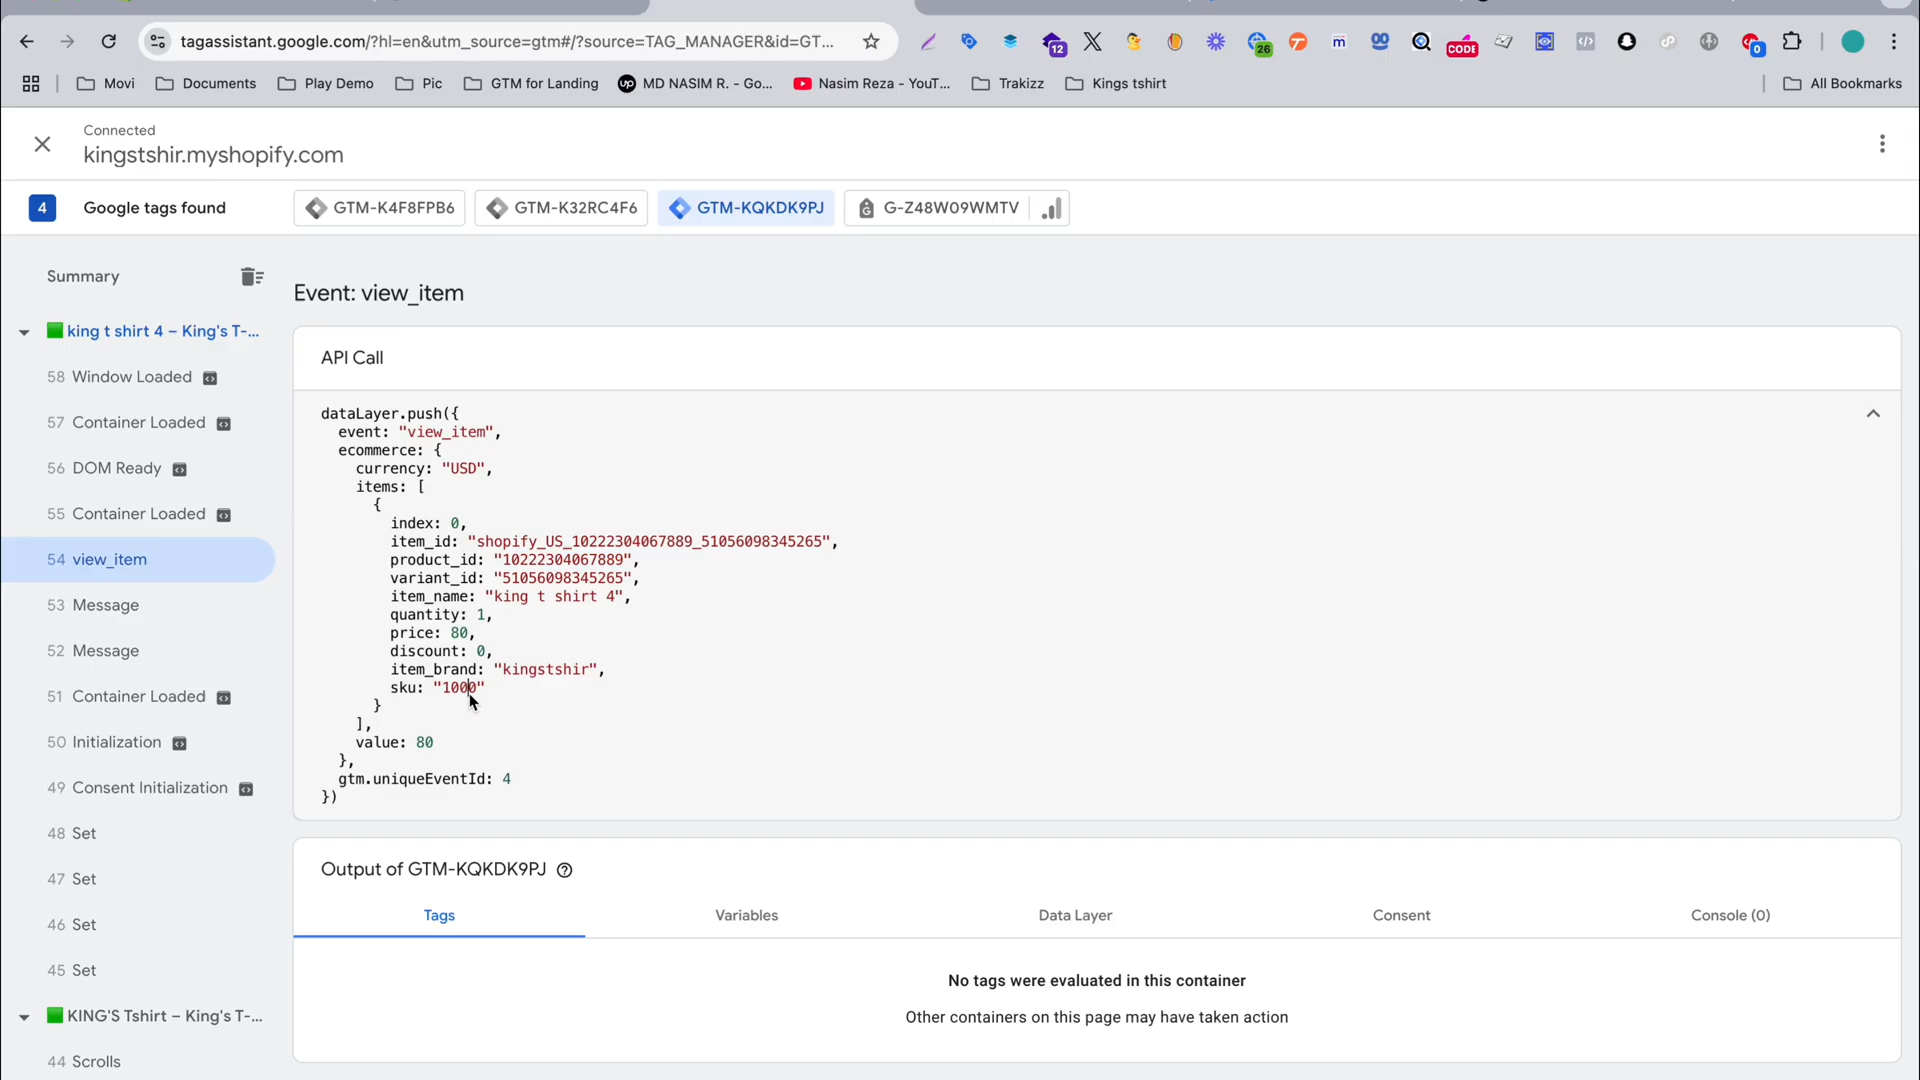 tagassistant.google.com/?hl=en&utm_source=gtm#/?source=TAG_MANAGER&id=GT...
12
26
m
CODE
0
Movi
Documents
Play Demo
Pic
GTM for Landing
up MD NASIM R. - Go...
Nasim Reza - YouT...
Trakizz
Kings tshirt
All Bookmarks
Connected
kingstshir.myshopify.com
4 Google tags found
GTM-K4F8FPB6
GTM-K32RC4F6
GTM-KQKDK9PJ
G-Z48W09WMTV
Summary
king t shirt 4 – King's T-...
58 Window Loaded
57 Container Loaded
56 DOM Ready
55 Container Loaded
54 view_item
53 Message
52 Message
51 Container Loaded
50 Initialization
49 Consent Initialization
48 Set
47 Set
46 Set
45 Set
KING'S Tshirt – King's T-...
44 Scrolls
Event: view_item
API Call
dataLayer.push({
event: "view_item",
ecommerce: {
currency: "USD",
items: [
{
index: 0,
item_id: "shopify_US_10222304067889_51056098345265",
product_id: "10222304067889",
variant_id: "51056098345265",
item_name: "king t shirt 4",
quantity: 1,
price: 80,
discount: 0,
item_brand: "kingstshir",
sku: "1000"
}
],
value: 80
},
gtm.uniqueEventId: 4
})
Output of GTM-KQKDK9PJ
Tags
Variables
Data Layer
Consent
Console (0)
No tags were evaluated in this container
Other containers on this page may have taken action